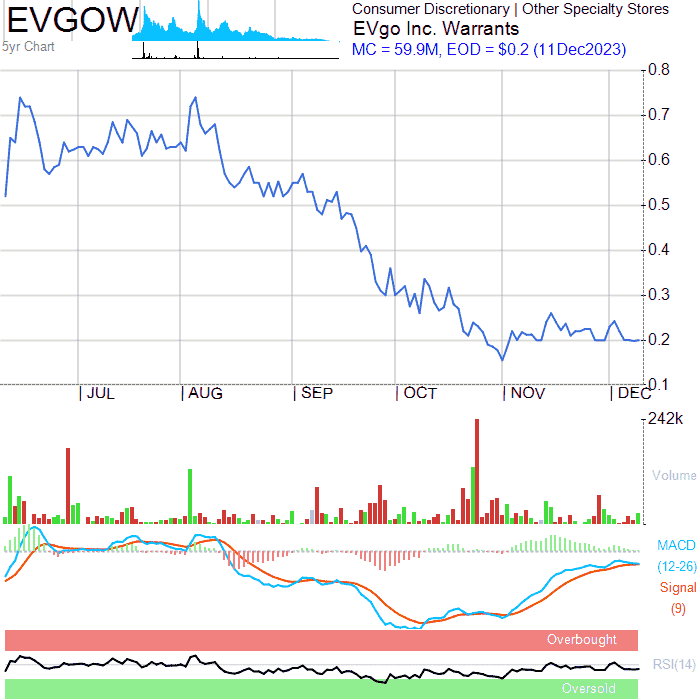 EVGOW
5yr Chart
Consumer Discretionary | Other Specialty Stores
EVgo Inc. Warrants
MC = 59.9M, EOD = $0.2 (11Dec2023)
0.8
0.7
0.6
0.5
0.4
0.3
0.2
0.1
JUL
AUG
SEP
OCT
NOV
DEC
242k
Volume
MACD
(12-26)
Signal
(9)
Overbought
RSI(14)
Oversold